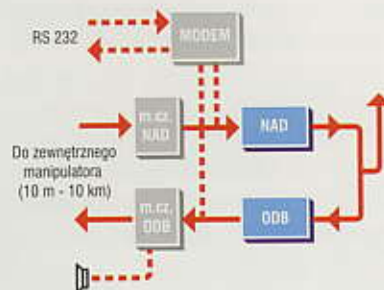 RS 232
MODEM
m.cz.
NAD
NAD
Do zewnętrznego
manipulatora
(10 m - 10 km)
m.cz.
ODB
ODB